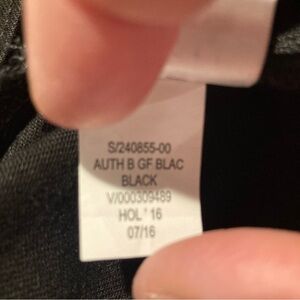 S/240855-00
AUTH B GF BLAC
BLACK
V/000309489
HOL ' 16
07/16